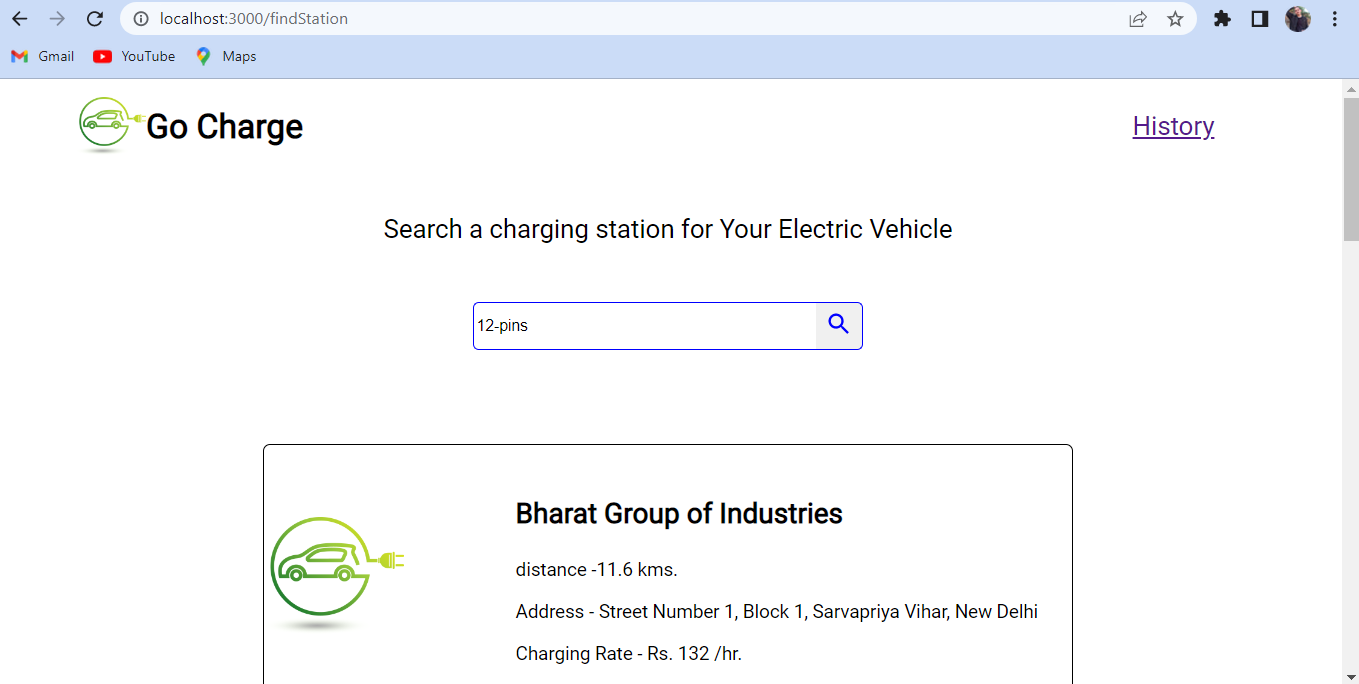 localhost:3000/findStation
Gmail YouTube Maps
Go Charge
History
Search a charging station for Your Electric Vehicle
12-pins
Bharat Group of Industries
distance -11.6 kms.
Address - Street Number 1, Block 1, Sarvapriya Vihar, New Delhi
Charging Rate - Rs. 132 /hr.